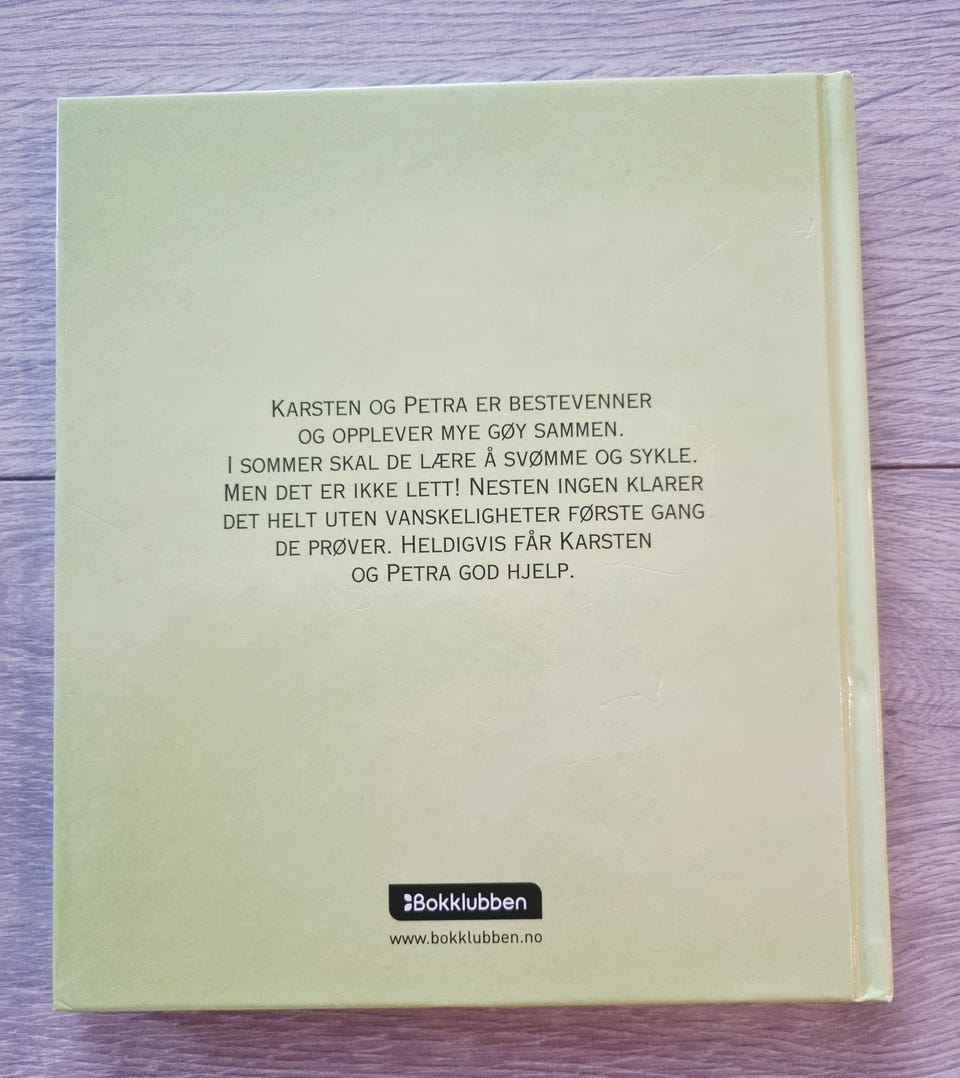 KARSTEN OG PETRA ER BESTEVENNER
OG OPPLEVER MYE GØY SAMMEN.
I SOMMER SKAL DE LÆRE Å SVØMME OG SYKLE.
MEN DET ER IKKE LETT! NESTEN INGEN KLARER
DET HELT UTEN VANSKELIGHETER FØRSTE GANG
DE PRØVER. HELDIGVIS FÅR KARSTEN
OG PETRA GOD HJELP.
Bokklubben
www.bokklubben.no